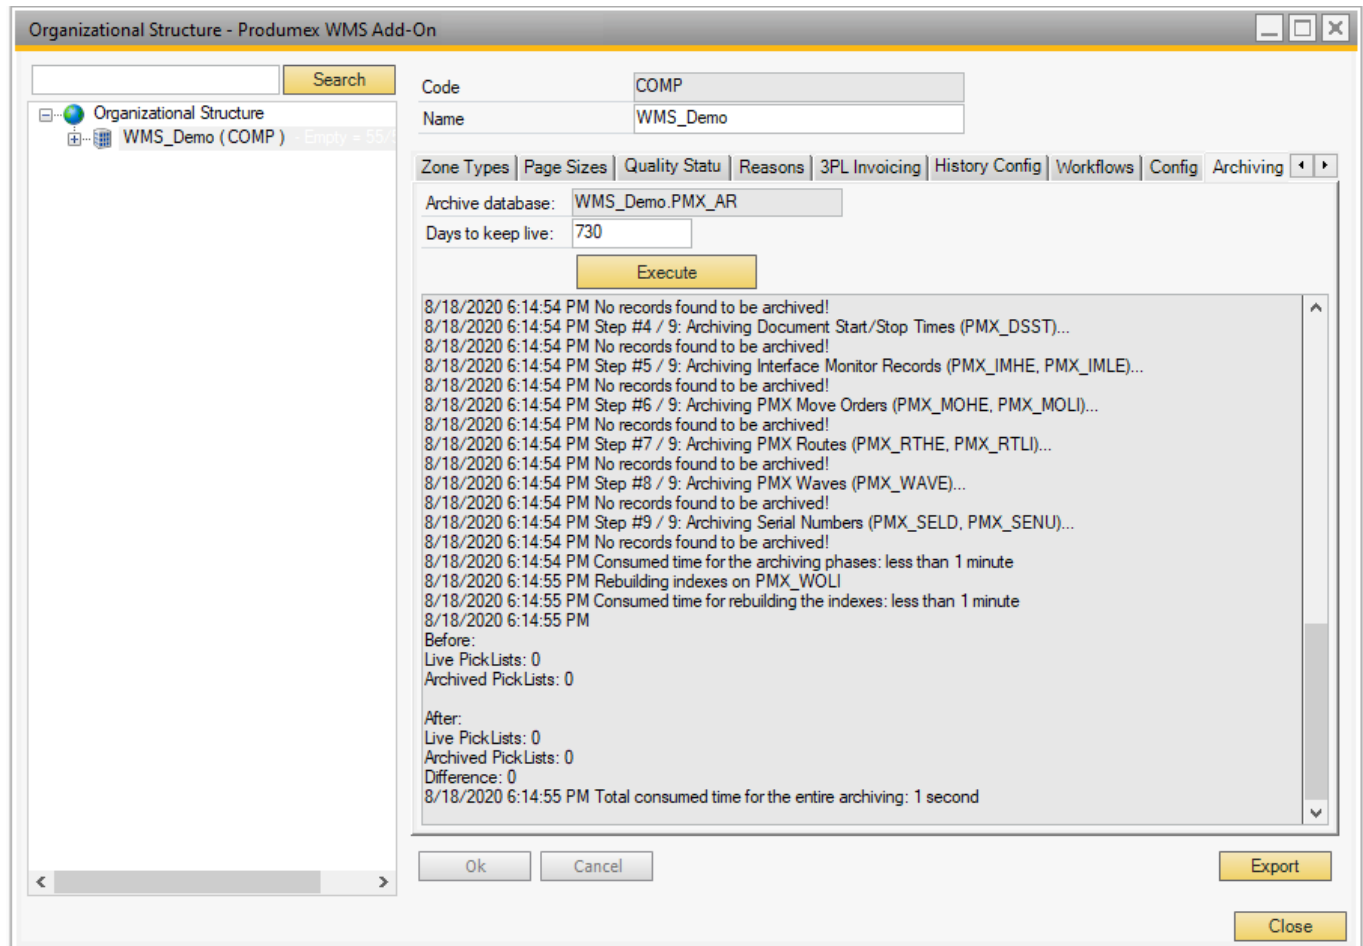 Organizational Structure - Produmex WMS Add-On
Search
Organizational Structure
WMS_Demo ( COMP ) - Empty = 55/
Code COMP
Name WMS_Demo
Zone Types Page Sizes Quality Statu Reasons 3PL Invoicing History Config Workflows Config Archiving
Archive database: WMS_Demo.PMX_AR
Days to keep live: 730
Execute
8/18/2020 6:14:54 PM No records found to be archived!
8/18/2020 6:14:54 PM Step #4 / 9: Archiving Document Start/Stop Times (PMX_DSST)...
8/18/2020 6:14:54 PM No records found to be archived!
8/18/2020 6:14:54 PM Step #5 / 9: Archiving Interface Monitor Records (PMX_IMHE, PMX_IMLE)...
8/18/2020 6:14:54 PM No records found to be archived!
8/18/2020 6:14:54 PM Step #6 / 9: Archiving PMX Move Orders (PMX_MOHE, PMX_MOLI)...
8/18/2020 6:14:54 PM No records found to be archived!
8/18/2020 6:14:54 PM Step #7 / 9: Archiving PMX Routes (PMX_RTHE, PMX_RTLI)...
8/18/2020 6:14:54 PM No records found to be archived!
8/18/2020 6:14:54 PM Step #8 / 9: Archiving PMX Waves (PMX_WAVE)...
8/18/2020 6:14:54 PM No records found to be archived!
8/18/2020 6:14:54 PM Step #9 / 9: Archiving Serial Numbers (PMX_SELD, PMX_SENU)...
8/18/2020 6:14:54 PM No records found to be archived!
8/18/2020 6:14:54 PM Consumed time for the archiving phases: less than 1 minute
8/18/2020 6:14:55 PM Rebuilding indexes on PMX_WOLI
8/18/2020 6:14:55 PM Consumed time for rebuilding the indexes: less than 1 minute
8/18/2020 6:14:55 PM
Before:
Live PickLists: 0
Archived PickLists: 0
After:
Live PickLists: 0
Archived PickLists: 0
Difference: 0
8/18/2020 6:14:55 PM Total consumed time for the entire archiving: 1 second
Ok Cancel Export
Close